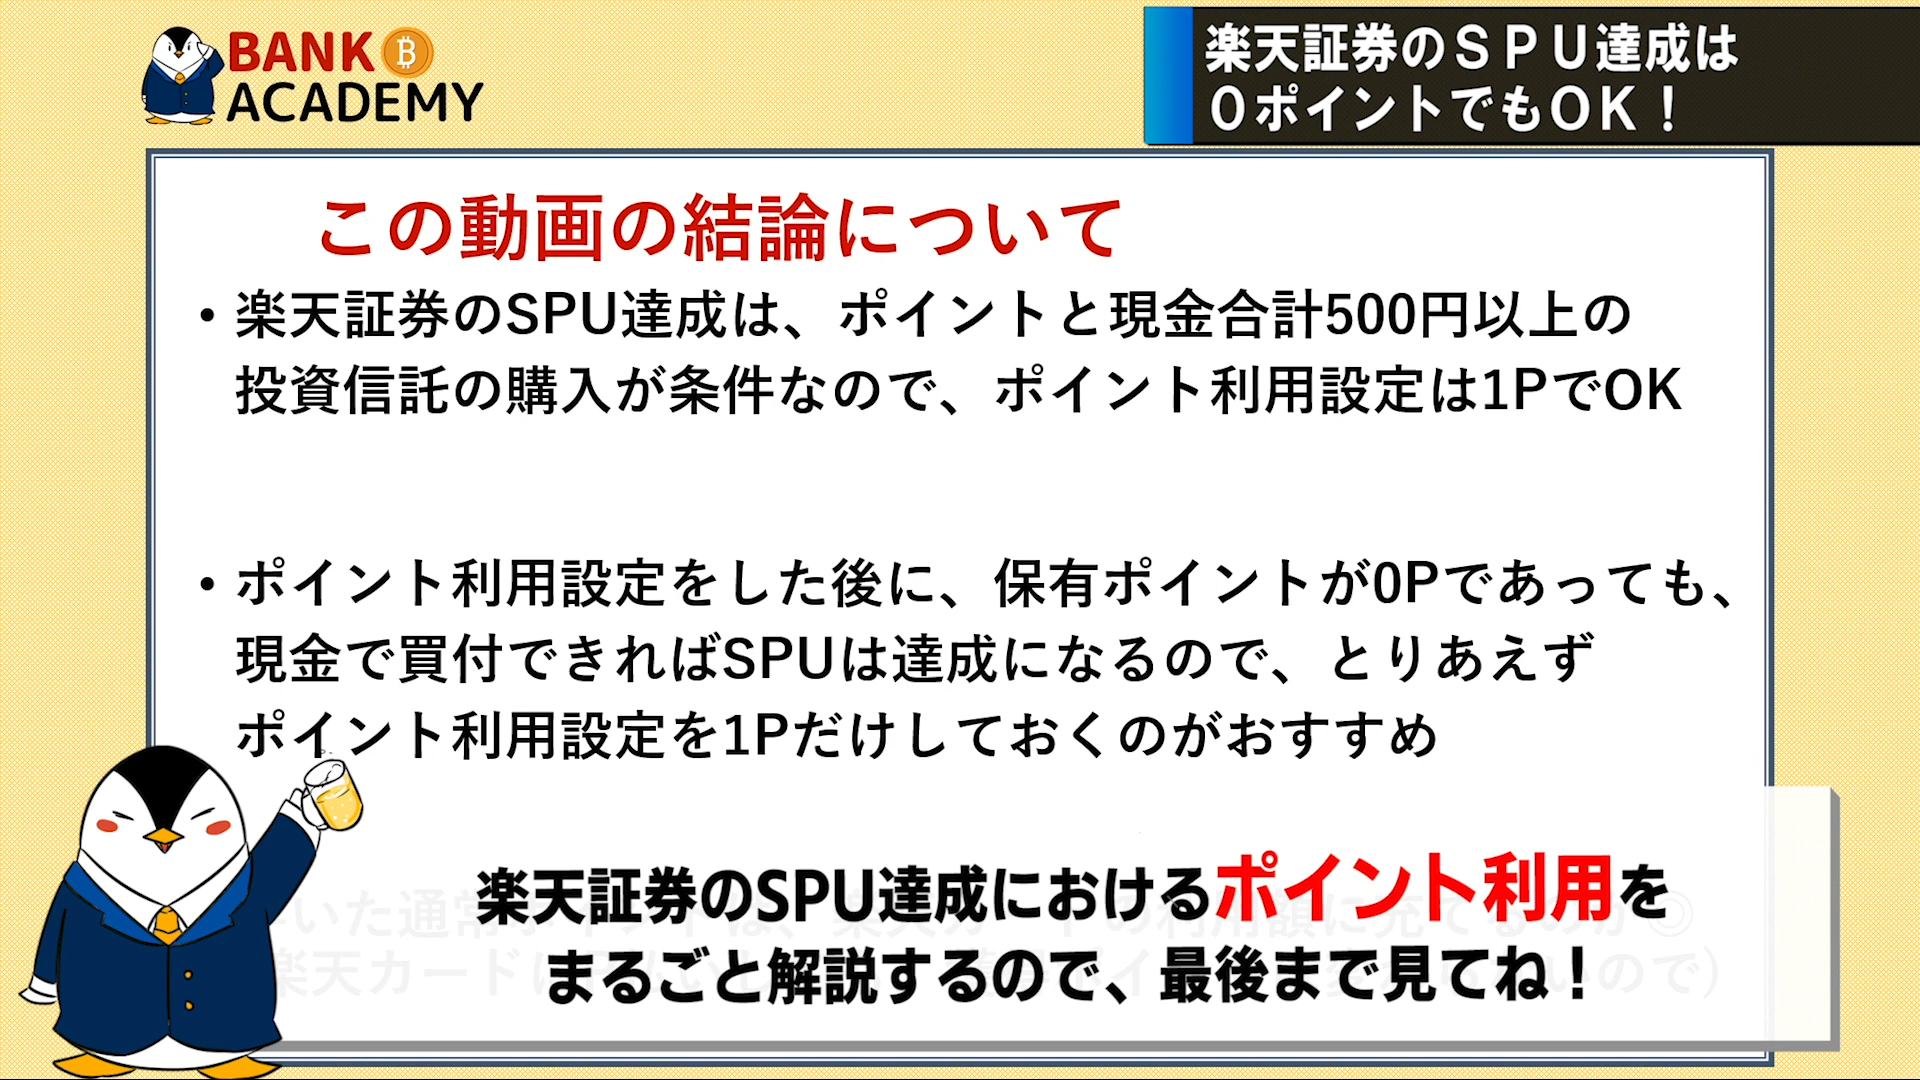 BANK
ACADEMY
楽天証券のSPU達成は
0ポイントでもOK!
この動画の結論について
・楽天証券のSPU達成は、ポイントと現金合計500円以上の
投資信託の購入が条件なので、ポイント利用設定は1PでOK
・ポイント利用設定をした後に、保有ポイントが0Pであっても、
現金で買付できればSPUは達成になるので、とりあえず
ポイント利用設定を1Pだけしておくのがおすすめ
楽天証券のSPU達成におけるポイント利用を
まるごと解説するので、最後まで見てね!